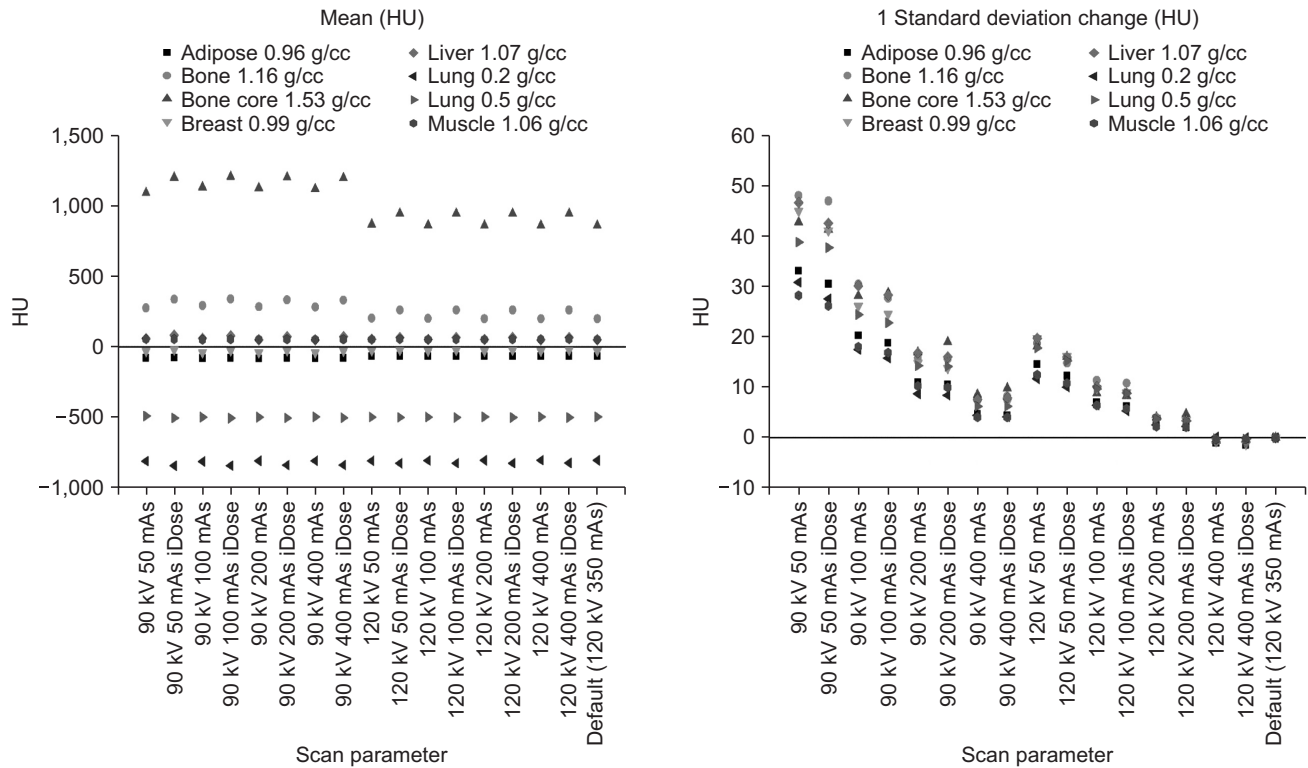 Mean (HU)
Adipose 0.96 g/cc
Bone 1.16 g/cc
Bone core 1.53 g/cc
Breast 0.99 g/cc
Liver 1.07 g/cc
Lung 0.2 g/cc
Lung 0.5 g/cc
Muscle 1.06 g/cc
1,500
1,000
500
0
−500
−1,000
HU
90 kV 50 mAs
90 kV 50 mAs iDose
90 kV 100 mAs
90 kV 100 mAs iDose
90 kV 200 mAs
90 kV 200 mAs iDose
90 kV 400 mAs
90 kV 400 mAs iDose
120 kV 50 mAs
120 kV 50 mAs iDose
120 kV 100 mAs
120 kV 100 mAs iDose
120 kV 200 mAs
120 kV 200 mAs iDose
120 kV 400 mAs
120 kV 400 mAs iDose
Default (120 kV 350 mAs)
Scan parameter
1 Standard deviation change (HU)
Adipose 0.96 g/cc
Bone 1.16 g/cc
Bone core 1.53 g/cc
Breast 0.99 g/cc
Liver 1.07 g/cc
Lung 0.2 g/cc
Lung 0.5 g/cc
Muscle 1.06 g/cc
60
50
40
30
20
10
0
−10
HU
90 kV 50 mAs
90 kV 50 mAs iDose
90 kV 100 mAs
90 kV 100 mAs iDose
90 kV 200 mAs
90 kV 200 mAs iDose
90 kV 400 mAs
90 kV 400 mAs iDose
120 kV 50 mAs
120 kV 50 mAs iDose
120 kV 100 mAs
120 kV 100 mAs iDose
120 kV 200 mAs
120 kV 200 mAs iDose
120 kV 400 mAs
120 kV 400 mAs iDose
Default (120 kV 350 mAs)
Scan parameter